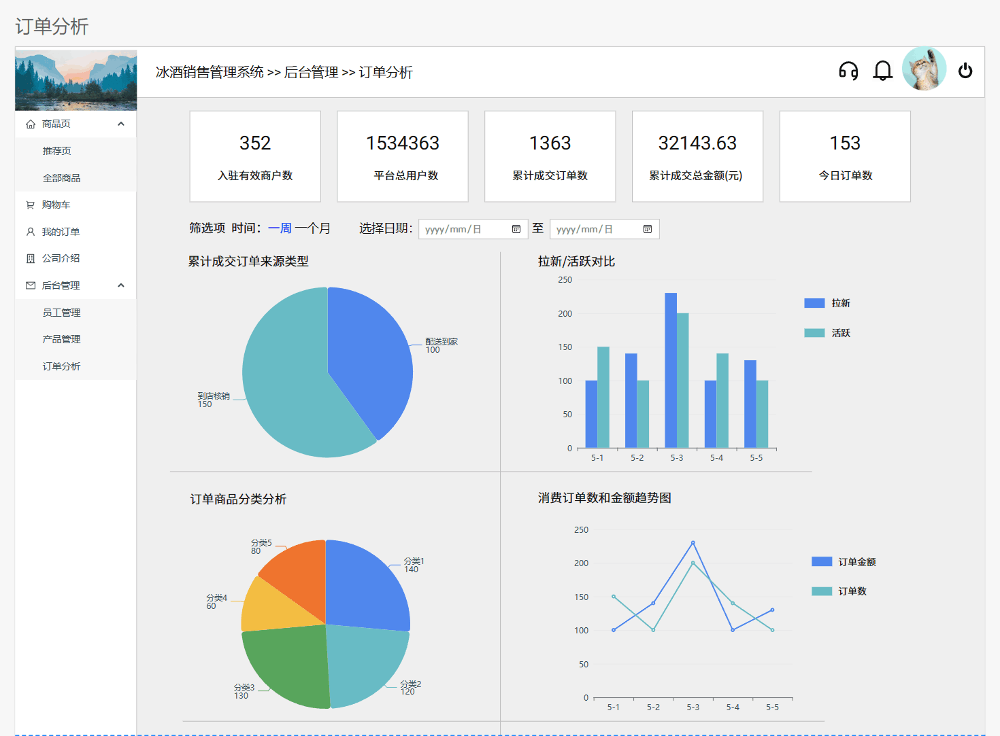 订单分析
冰酒销售管理系统 >> 后台管理 >> 订单分析
商品页
推荐页
全部商品
购物车
我的订单
公司介绍
后台管理
员工管理
产品管理
订单分析
352
入驻有效商户数
1534363
平台总用户数
1363
累计成交订单数
32143.63
累计成交总金额(元)
153
今日订单数
筛选项 时间：一周 一个月 选择日期： yyyy/mm/日 至 yyyy/mm/日
累计成交订单来源类型
配送到家
100
到店核销
150
拉新/活跃对比
250
200
150
100
50
0
5-1 5-2 5-3 5-4 5-5
拉新
活跃
订单商品分类分析
分类5
80
分类1
140
分类4
60
分类3
130
分类2
120
消费订单数和金额趋势图
250
200
150
100
50
0
5-1 5-2 5-3 5-4 5-5
订单金额
订单数